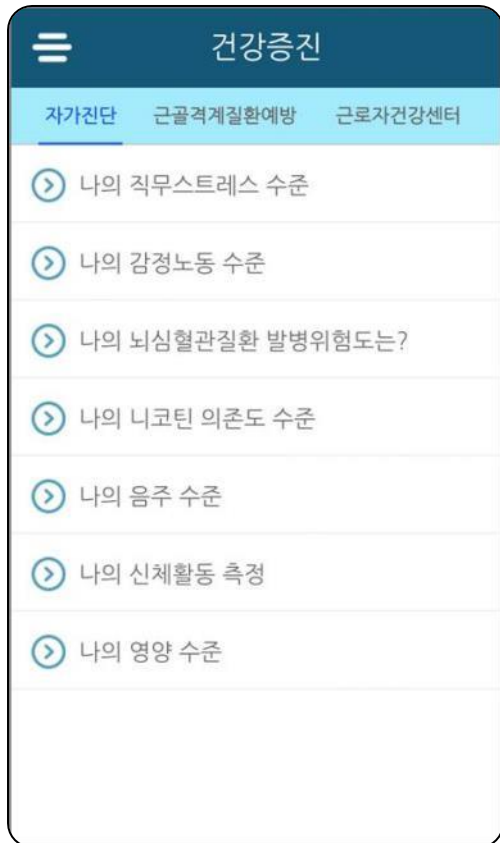 건강증진
자가진단 근골격계질환예방 근로자건강센터
나의 직무스트레스 수준
나의 감정노동 수준
나의 뇌심혈관질환 발병위험도는?
나의 니코틴 의존도 수준
나의 음주 수준
나의 신체활동 측정
나의 영양 수준